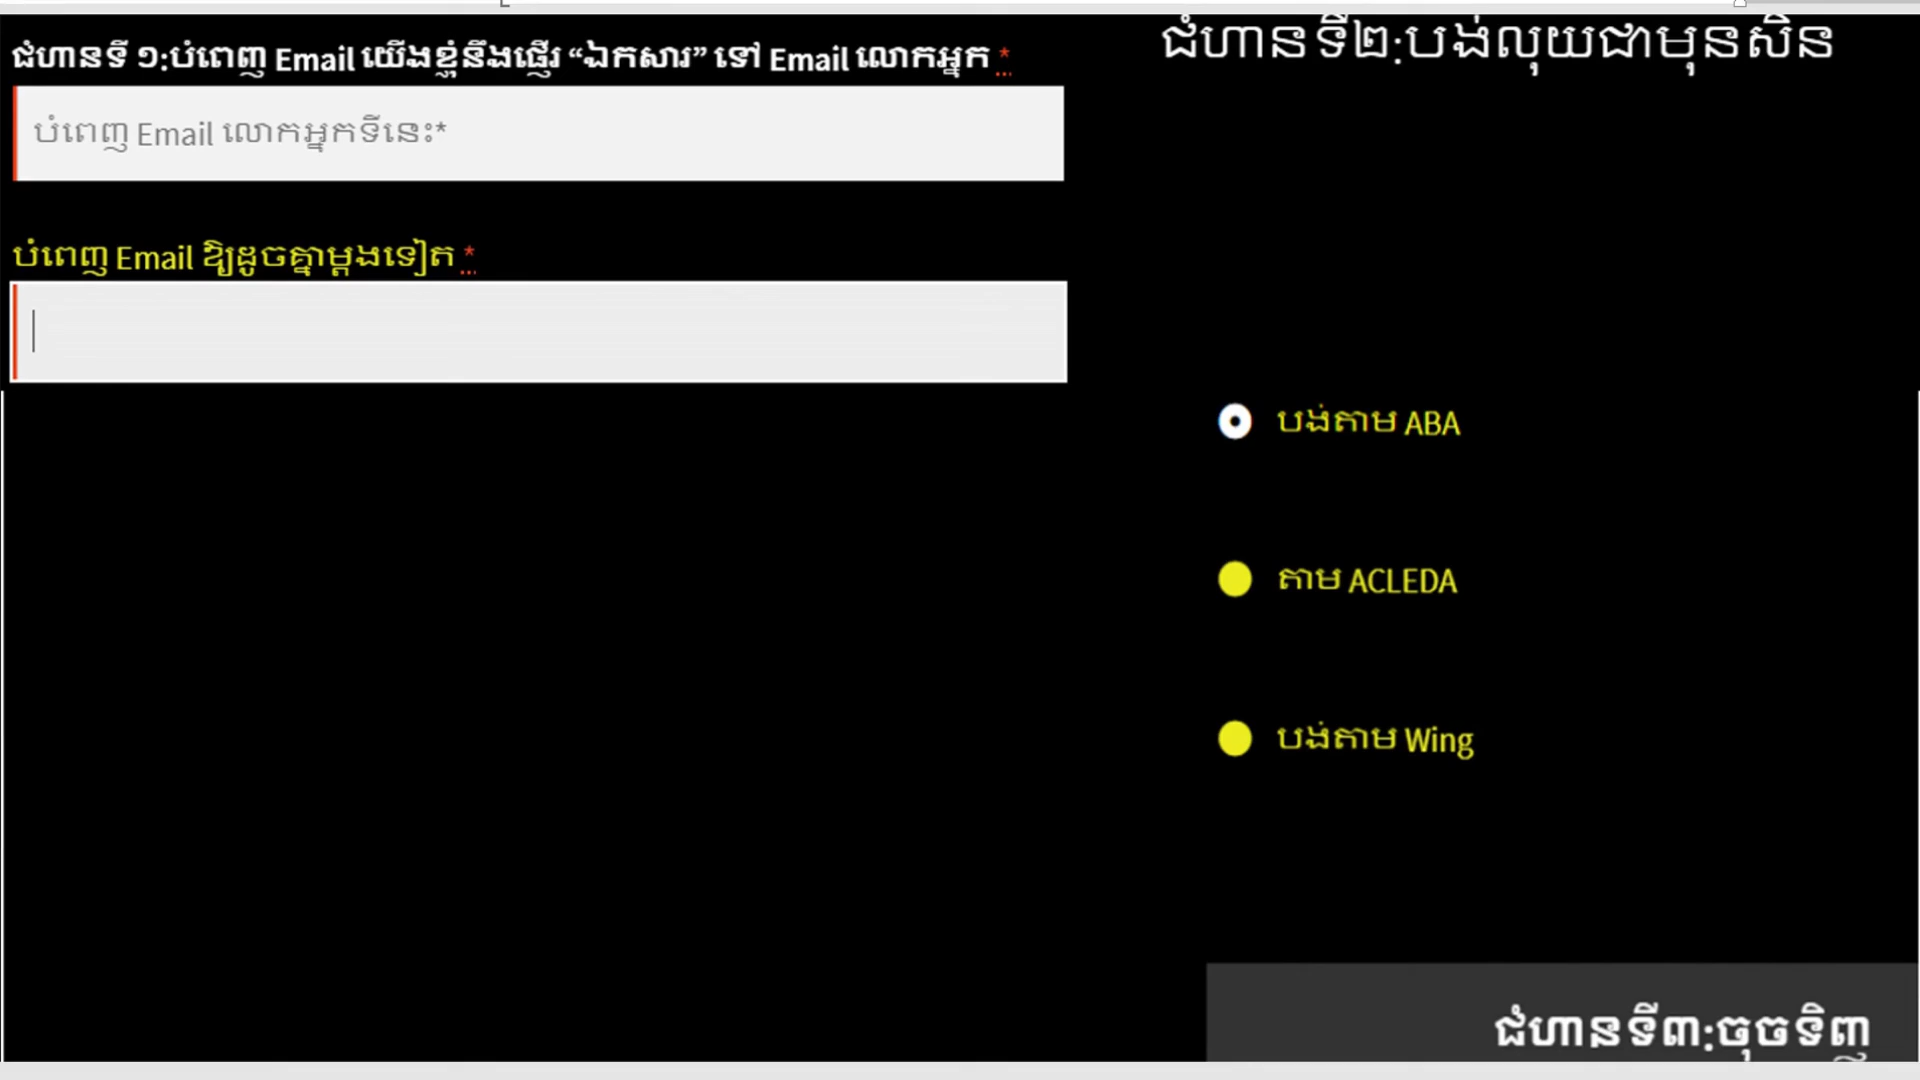 ជំហានទី ១:បំពេញ Email យើងខ្ញុំនឹងផ្ញើរ “ឯកសារ” ទៅ Email លោកអ្នក *
បំពេញ Email លោកអ្នកទីនេះ*
បំពេញ Email ឱ្យដូចគ្នាម្ដងទៀត *
ជំហានទី២:បង់លុយជាមុនសិន
បង់តាម ABA
តាម ACLEDA
បង់តាម Wing
ជំហានទី៣:ចុចទិញ